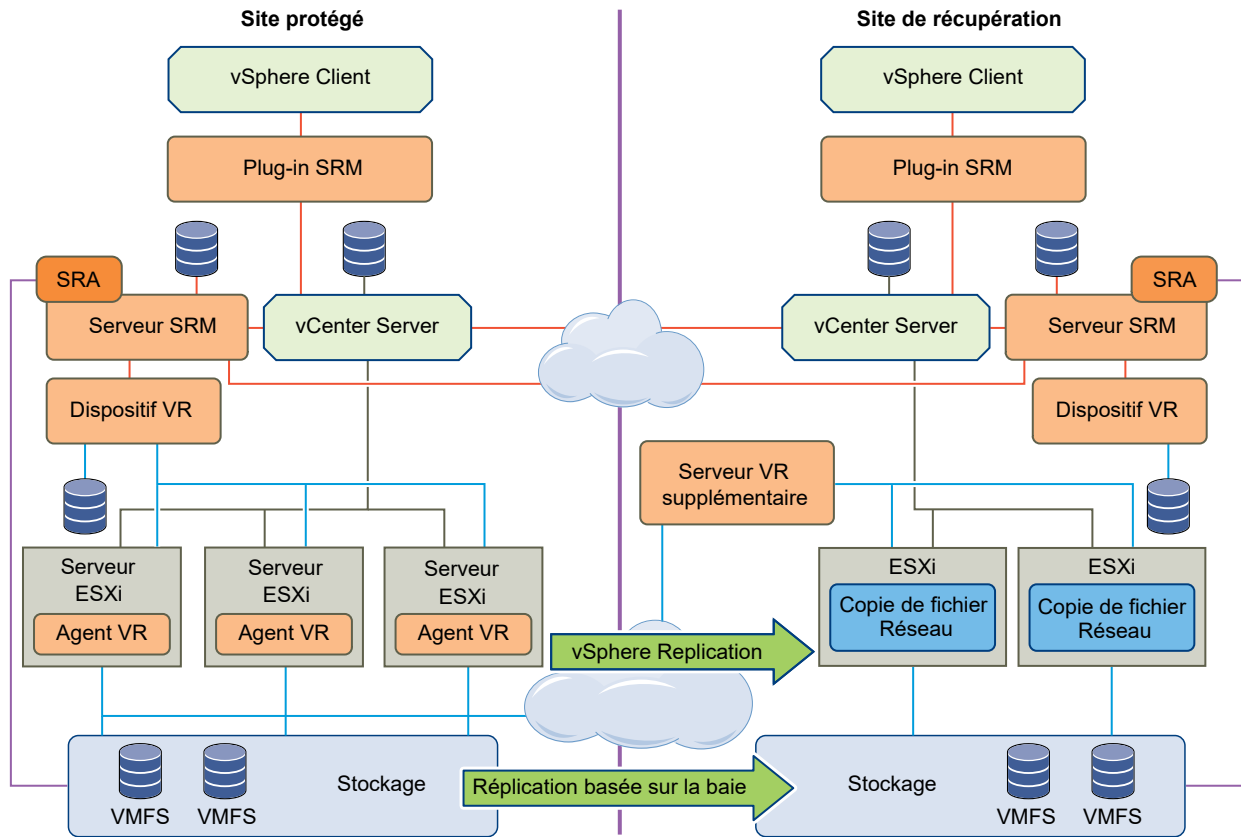 Site protégé
Site de récupération
vSphere Client
vSphere Client
Plug-in SRM
Plug-in SRM
SRA
SRA
Serveur SRM
vCenter Server
vCenter Server
Serveur SRM
Dispositif VR
Dispositif VR
Serveur VR
supplémentaire
Serveur
ESXi
Agent VR
Serveur
ESXi
Agent VR
Serveur
ESXi
Agent VR
ESXi
Copie de fichier
Réseau
ESXi
Copie de fichier
Réseau
vSphere Replication
VMFS
VMFS
Stockage
Réplication basée sur la baie
Stockage
VMFS
VMFS